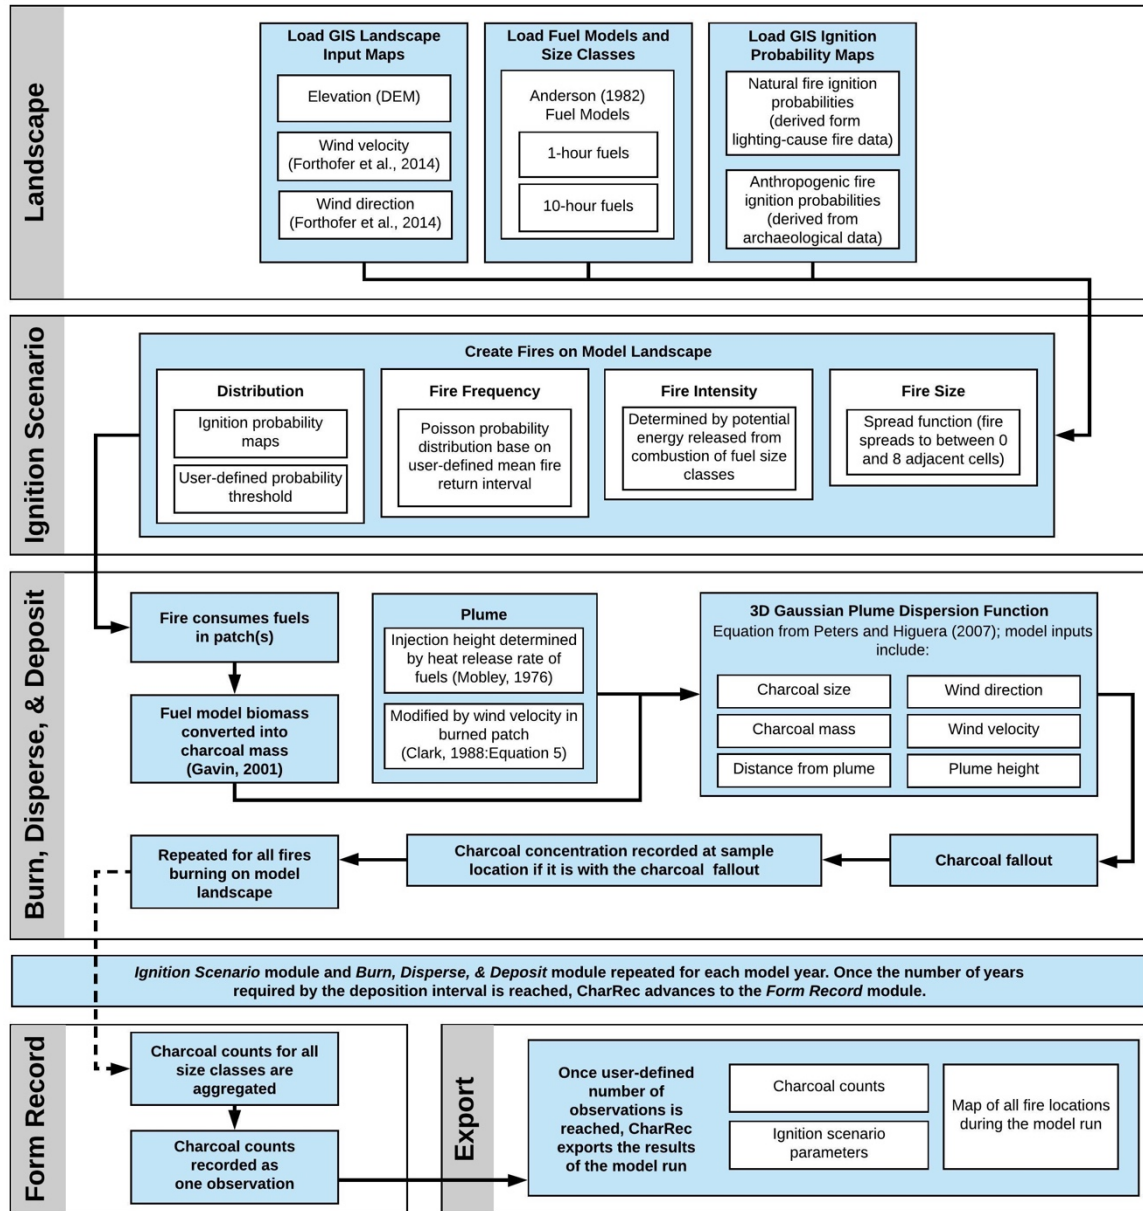 Landscape
Load GIS Landscape
Input Maps
Elevation (DEM)
Wind velocity
(Forthofer et al., 2014)
Wind direction
(Forthofer et al., 2014)
Load Fuel Models and
Size Classes
Anderson (1982)
Fuel Models
1-hour fuels
10-hour fuels
Load GIS Ignition
Probability Maps
Natural fire ignition
probabilities
(derived form
lighting-cause fire data)
Anthropogenic fire
ignition probabilities
(derived from
archaeological data)
Ignition Scenario
Create Fires on Model Landscape
Distribution
Ignition probability
maps
User-defined probability
threshold
Fire Frequency
Poisson probability
distribution base on
user-defined mean fire
return interval
Fire Intensity
Determined by potential
energy released from
combustion of fuel size
classes
Fire Size
Spread function (fire
spreads to between 0
and 8 adjacent cells)
Burn, Disperse, & Deposit
Fire consumes fuels
in patch(s)
Fuel model biomass
converted into
charcoal mass
(Gavin, 2001)
Plume
Injection height determined
by heat release rate of
fuels (Mobley, 1976)
Modified by wind velocity in
burned patch
(Clark, 1988:Equation 5)
3D Gaussian Plume Dispersion Function
Equation from Peters and Higuera (2007); model inputs
include:
Charcoal size
Wind direction
Charcoal mass
Wind velocity
Distance from plume
Plume height
Charcoal fallout
Charcoal concentration recorded at sample
location if it is with the charcoal fallout
Repeated for all fires
burning on model
landscape
Ignition Scenario module and Burn, Disperse, & Deposit module repeated for each model year. Once the number of years
required by the deposition interval is reached, CharRec advances to the Form Record module.
Form Record
Charcoal counts for all
size classes are
aggregated
Charcoal counts
recorded as
one observation
Export
Once user-defined
number of
observations is
reached, CharRec
exports the results
of the model run
Charcoal counts
Ignition scenario
parameters
Map of all fire locations
during the model run